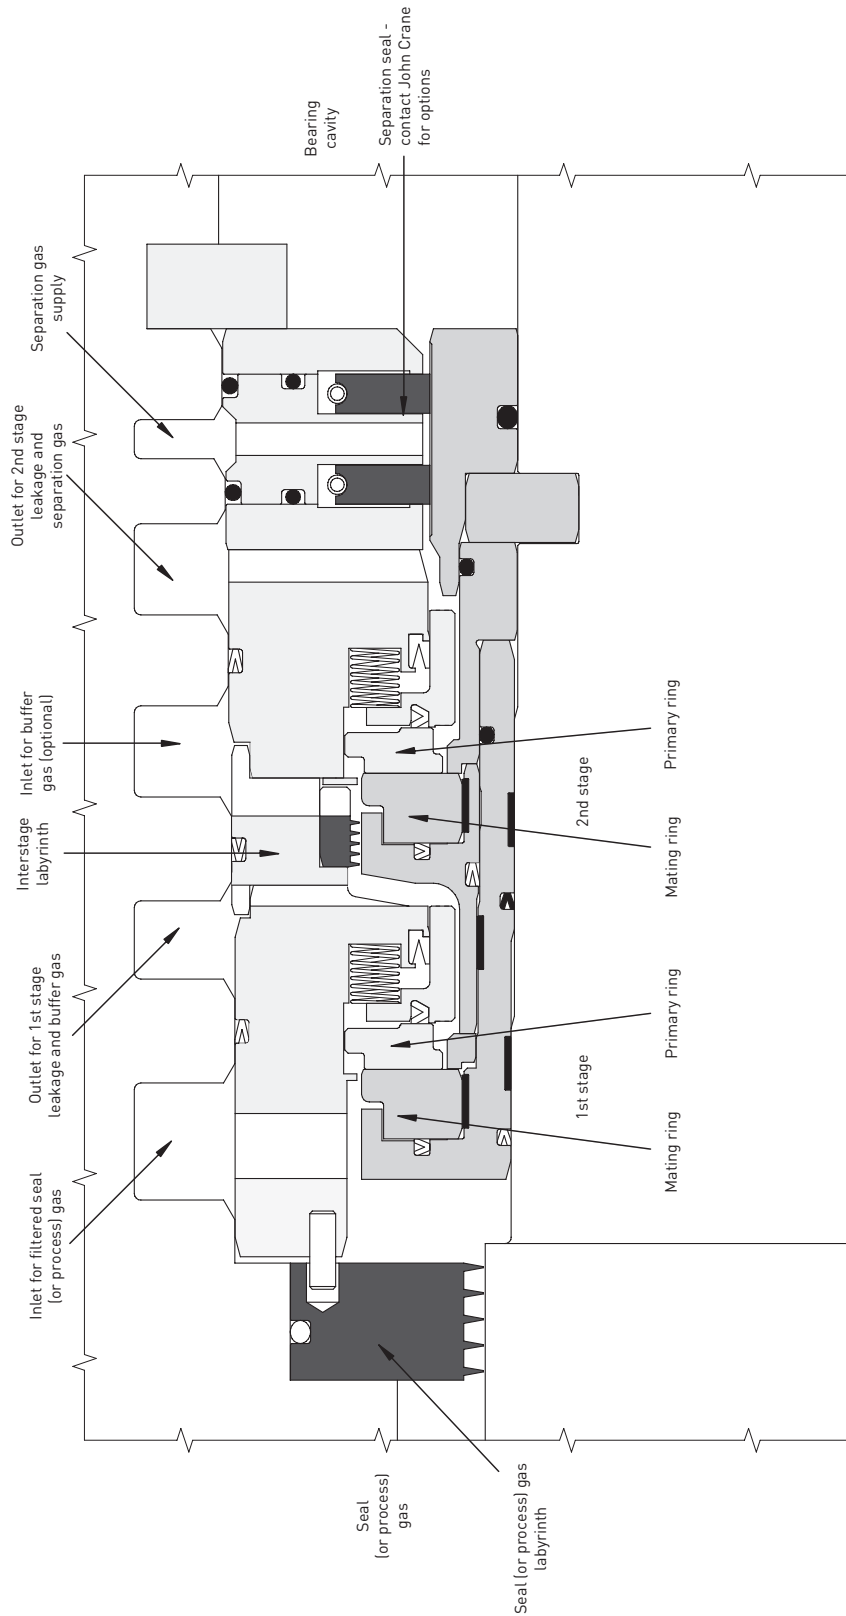 Inlet for filtered seal
(or process) gas
Outlet for 1st stage
leakage and buffer gas
Interstage
labyrinth
Inlet for buffer
gas (optional)
Outlet for 2nd stage
leakage and
separation gas
Separation gas
supply
Seal
(or process)
gas
Bearing
cavity
Seal (or process) gas
labyrinth
Separation seal -
contact John Crane
for options
1st stage
2nd stage
Mating ring
Primary ring
Mating ring
Primary ring